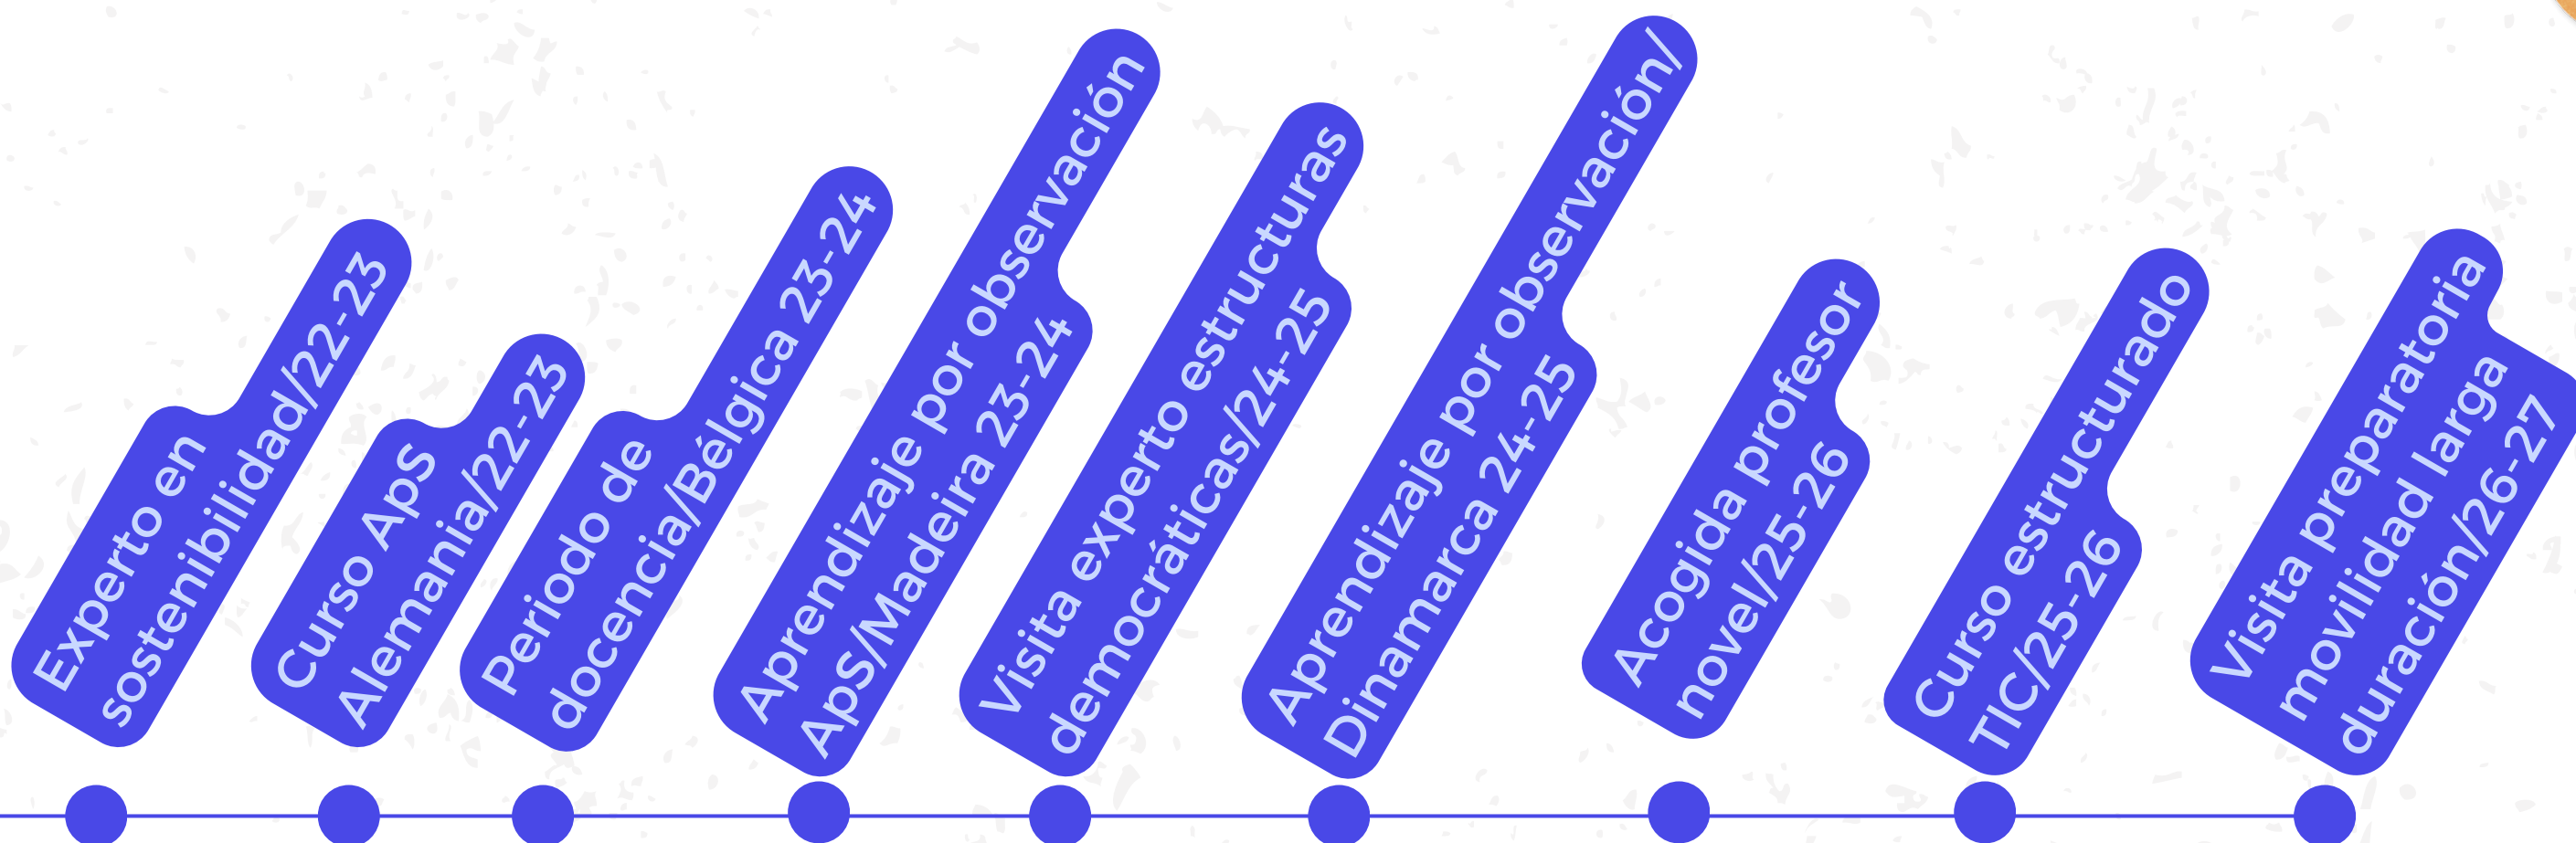 Experto en
sostenibilidad/22-23
Curso ApS
Alemania/22-23
Periodo de
docencia/Bélgica 23-24
Aprendizaje por observación
ApS/Madeira 23-24
Visita experto estructuras
democráticas/24-25
Aprendizaje por observación/
Dinamarca 24-25
Acogida profesor
novel//25-26
Curso estructurado
TIC/25-26
Visita preparatoria
movilidad larga
duración/26-27